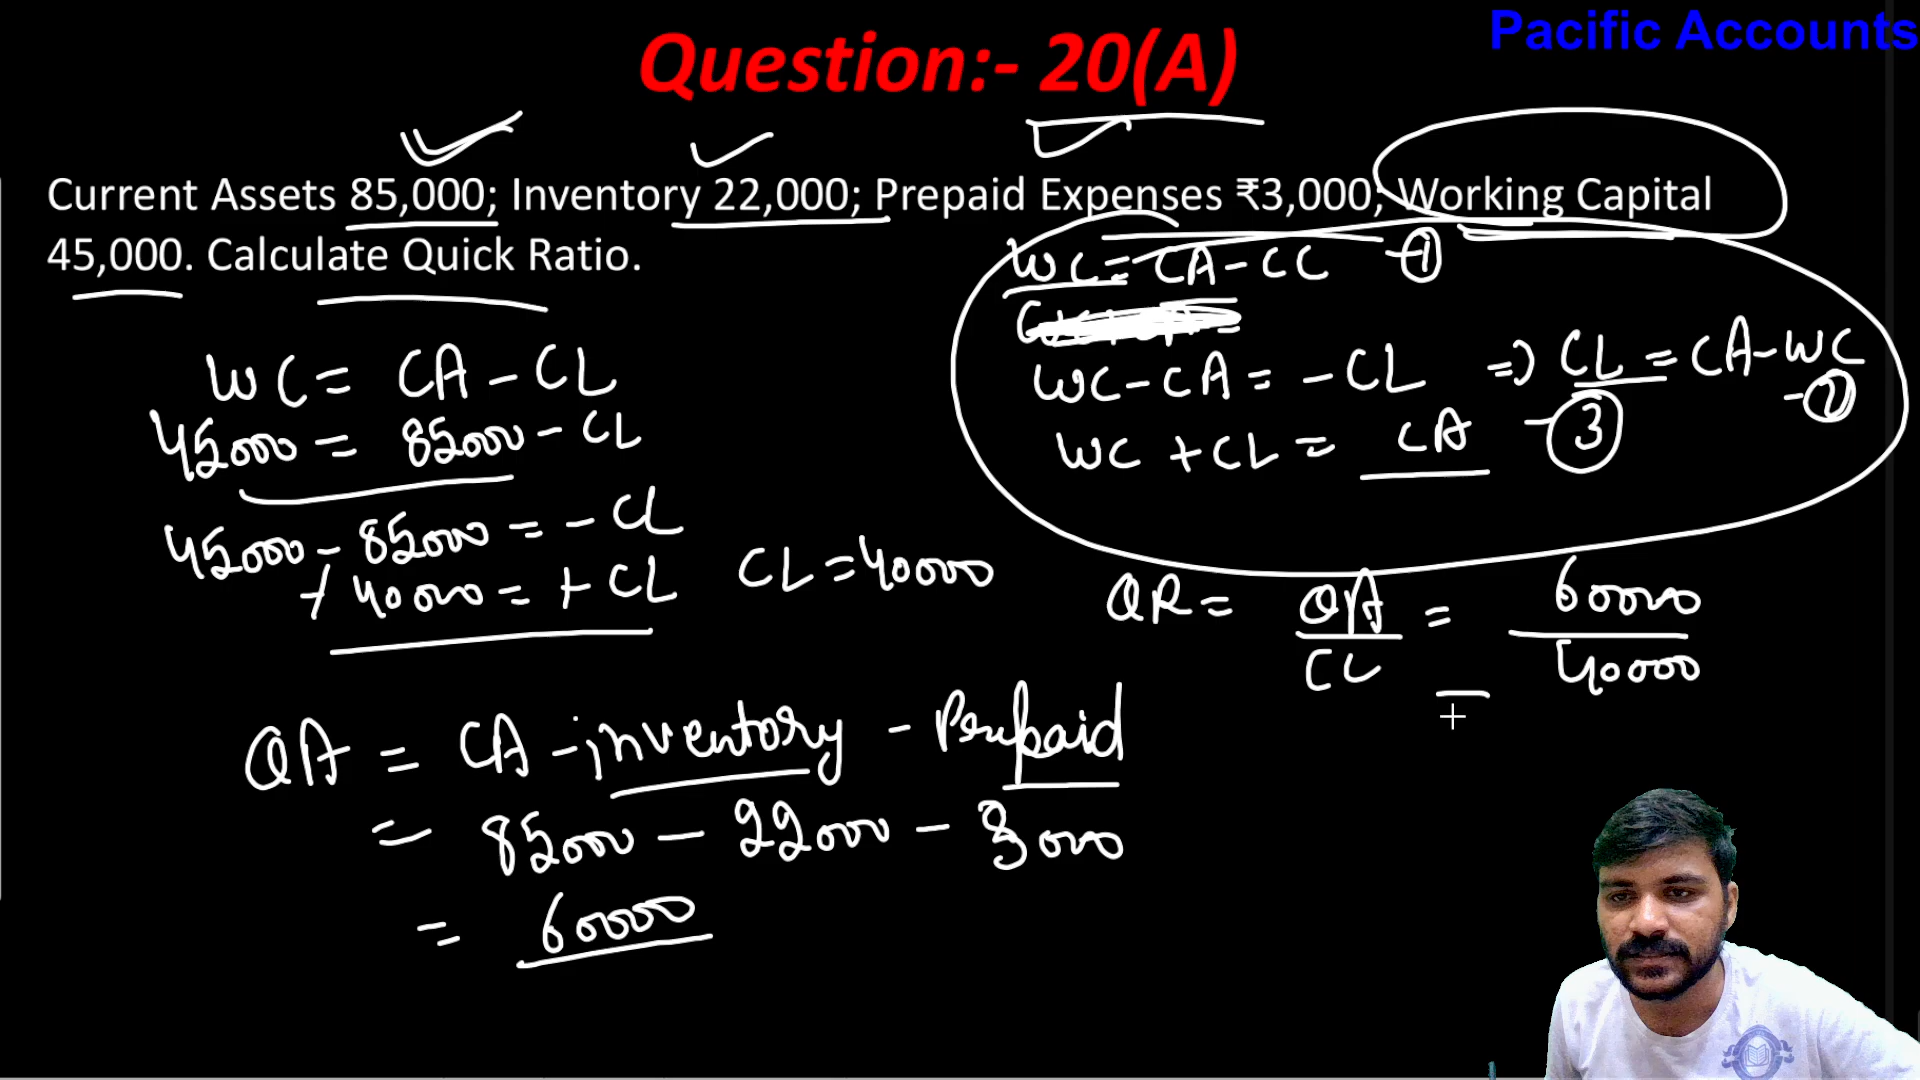 Pacific Accounts
Question:- 20(A)
Current Assets 85,000; Inventory 22,000; Prepaid Expenses ₹3,000; Working Capital
45,000. Calculate Quick Ratio.
WC = CA - CL
45000 = 85000 - CL
45000 - 85000 = - CL
+ 40000 = + CL
CL = 40000
QA = CA - inventory - Prepaid
= 85000 - 22000 - 3000
= 60000
WC = CA - CC - ①
WC - CA = - CL => CL = CA - WC - ②
WC + CL = CA - ③
QR = QA / CL = 60000 / 40000
=